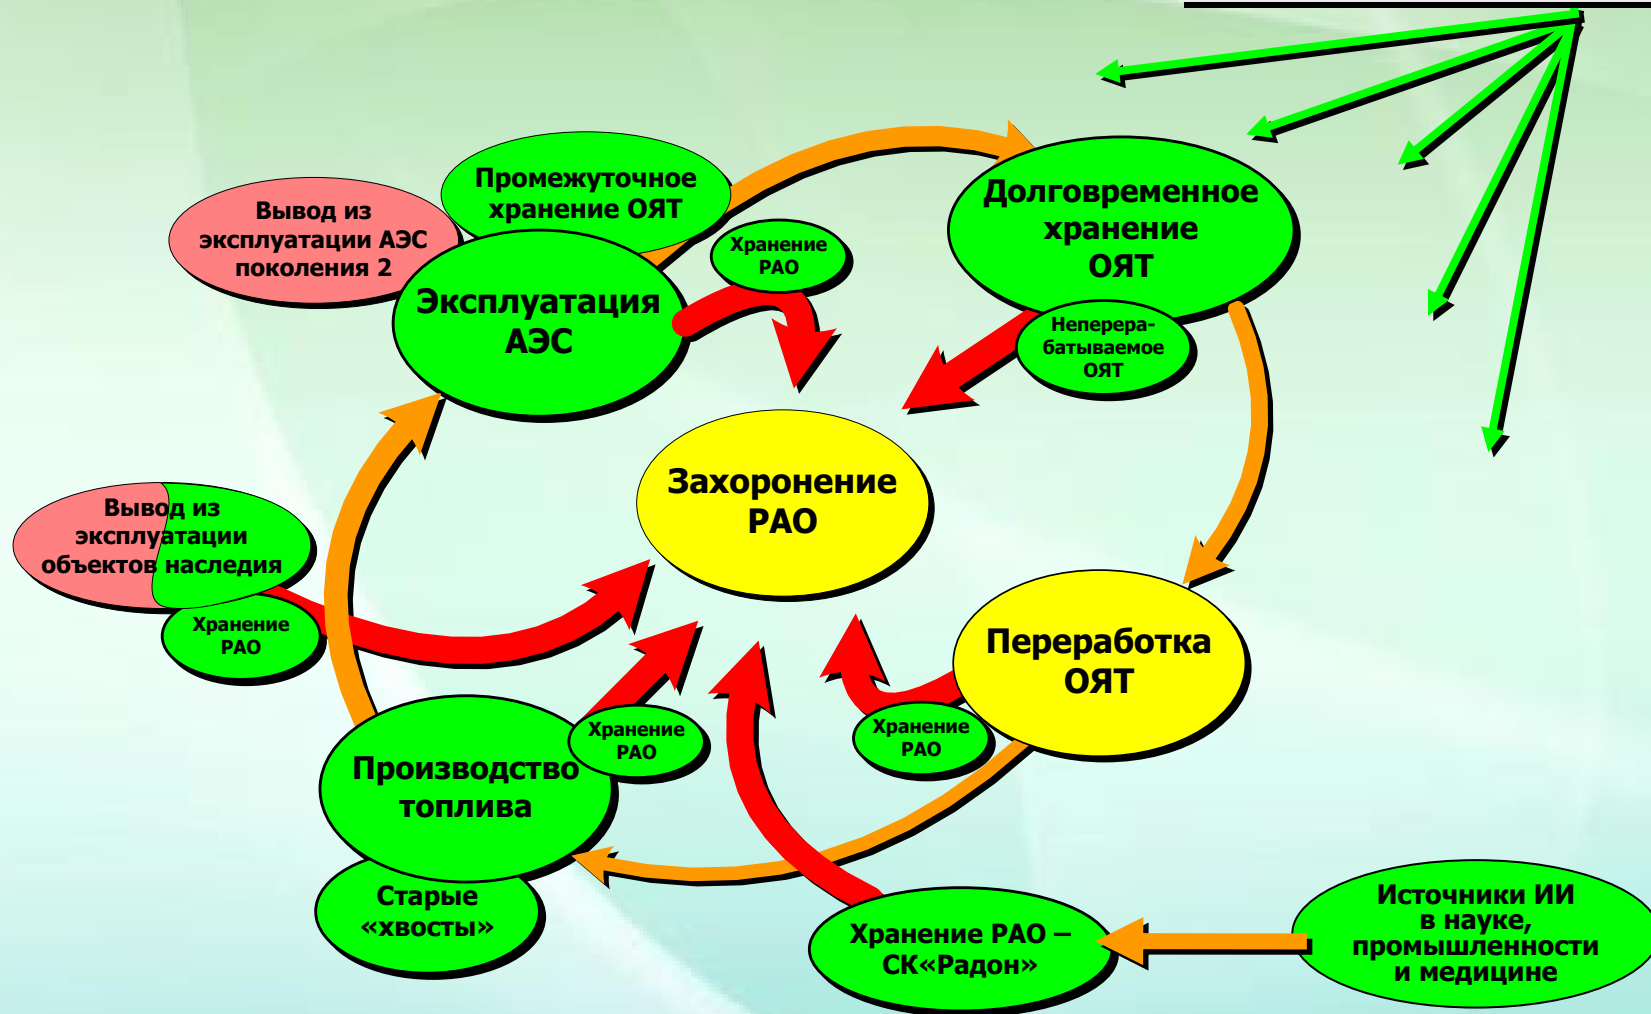 Промежуточное
хранение ОЯТ
Вывод из
эксплуатации АЭС
поколения 2
Эксплуатация
АЭС
Хранение
РАО
Долговременное
хранение
ОЯТ
Неперера-
батываемое
ОЯТ
Захоронение
РАО
Вывод из
эксплуатации
объектов наследия
Хранение
РАО
Переработка
ОЯТ
Хранение
РАО
Производство
топлива
Хранение
РАО
Старые
«хвосты»
Хранение РАО –
СК«Радон»
Источники ИИ
в науке,
промышленности
и медицине